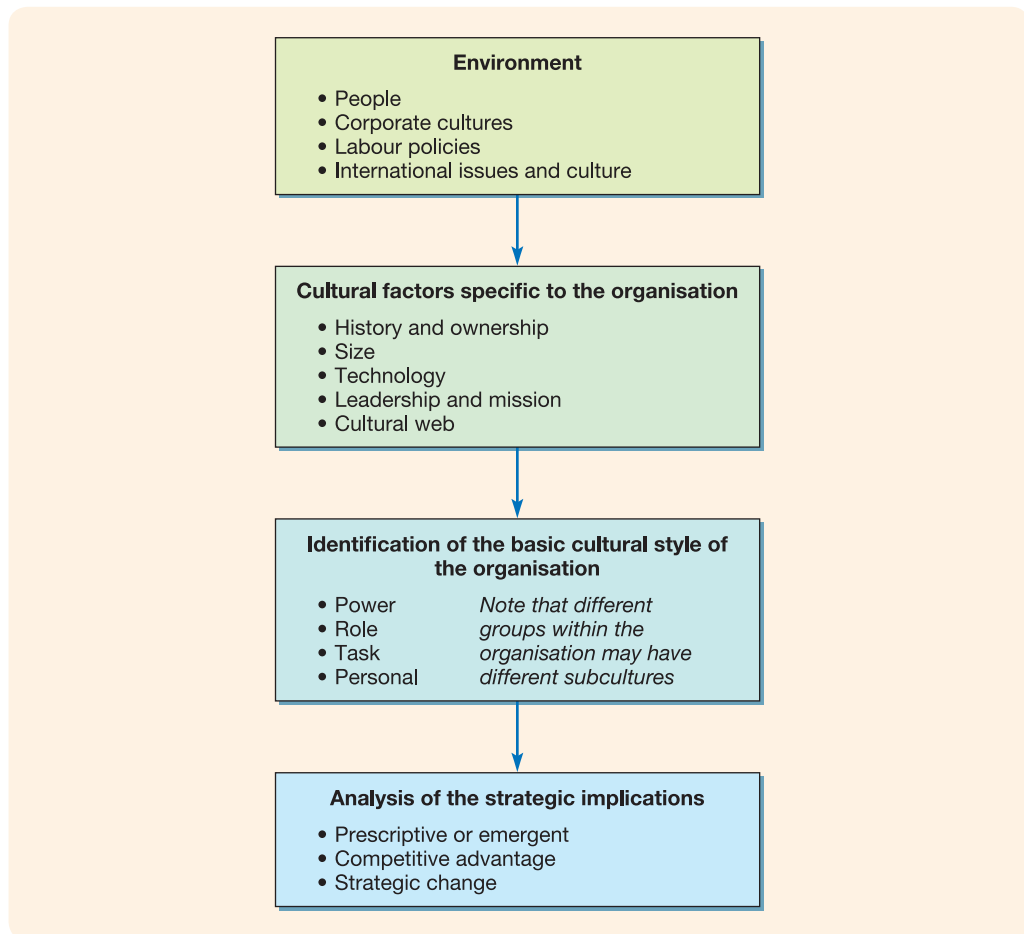 Environment
• People
• Corporate cultures
• Labour policies
• International issues and culture
Cultural factors specific to the organisation
• History and ownership
• Size
• Technology
• Leadership and mission
• Cultural web
Identification of the basic cultural style of
the organisation
• Power Note that different
• Role groups within the
• Task organisation may have
• Personal different subcultures
Analysis of the strategic implications
• Prescriptive or emergent
• Competitive advantage
• Strategic change